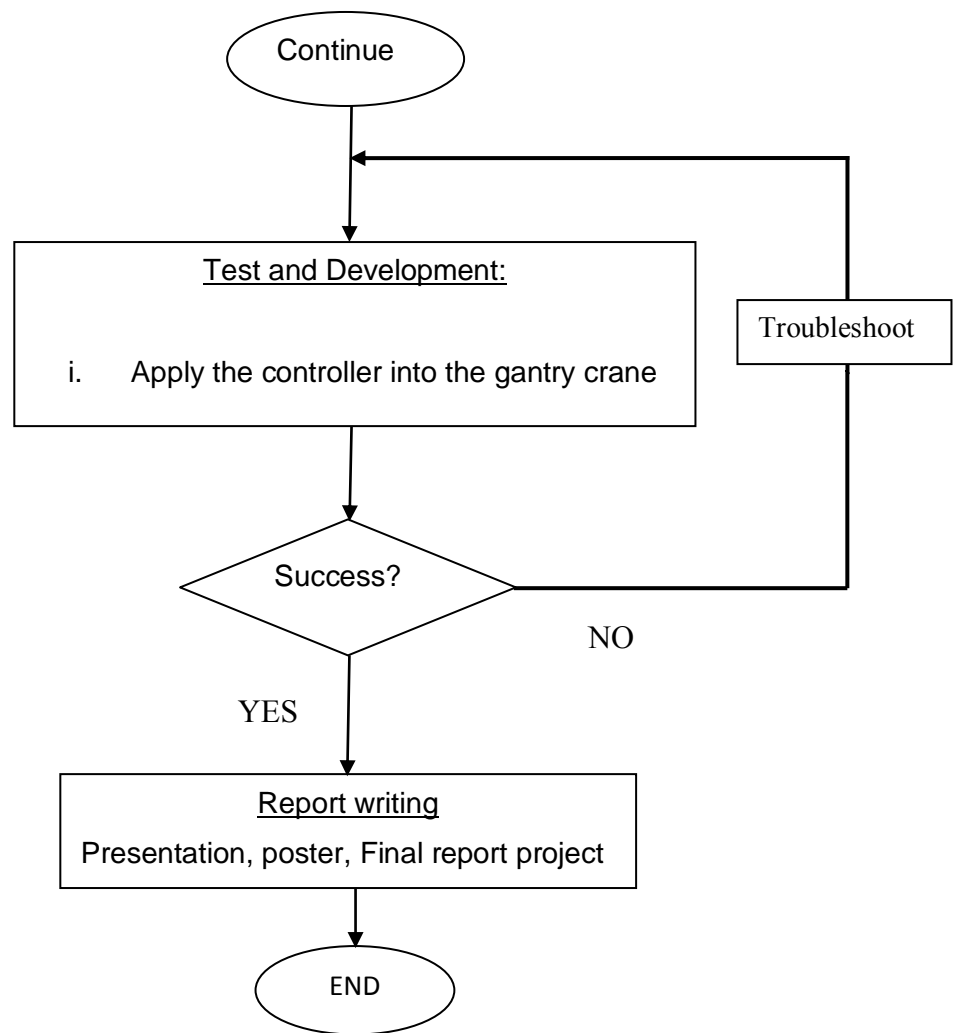 Continue
Test and Development:
Troubleshoot
i. Apply the controller into the gantry crane
Success?
NO
YES
Report writing
Presentation, poster, Final report project
END